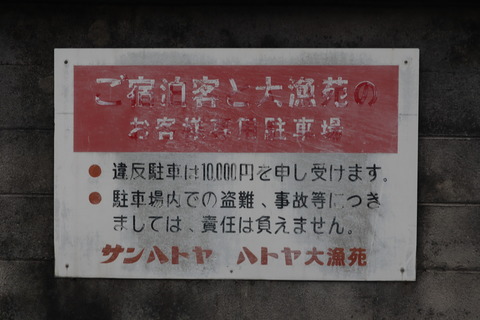 ご宿泊客と大漁苑の
お客様専用駐車場
● 違反駐車は10,000円を申し受けます。
● 駐車場内での盗難、事故等につき
ましては、責任は負えません。
サンハトヤ ハトヤ大漁苑